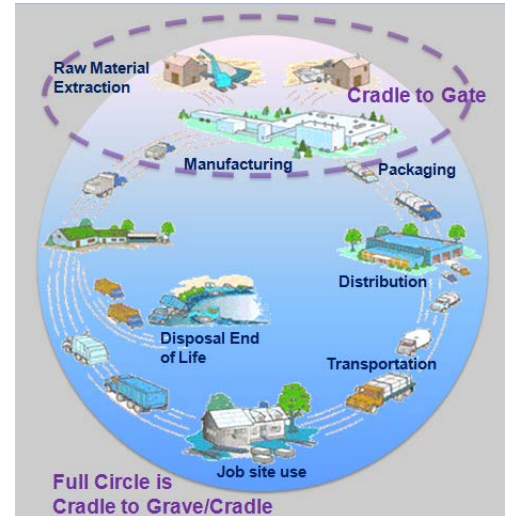 Raw Material
Extraction
Cradle to Gate
Manufacturing
Packaging
Distribution
Disposal End
of Life
Transportation
Job site use
Full Circle is
Cradle to Grave/Cradle